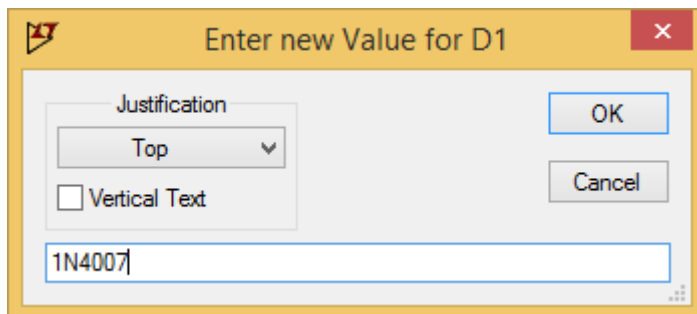 Enter new Value for D1
Justification
OK
Top
Cancel
Vertical Text
1N4007